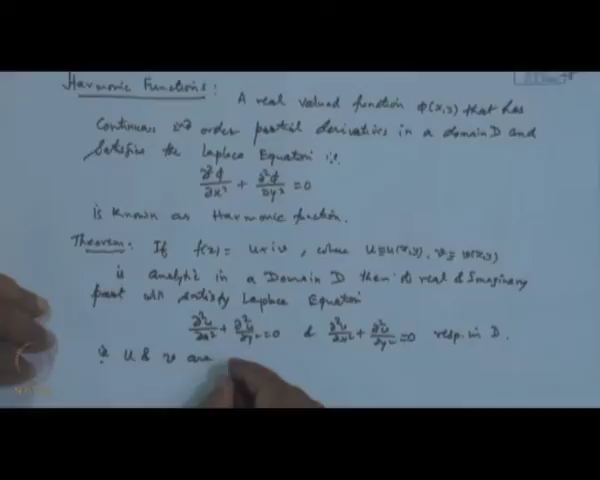 Harmonic Functions :
A real valued function φ(x,y) that has
Continuous 2nd order partial derivatives in a domain D and
Satisfies the Laplace Equation i.e.
∂²φ/∂x² + ∂²φ/∂y² = 0
is known as Harmonic function.
Theorem: If f(z) = u+iv, where u≡u(x,y), v≡v(x,y)
is analytic in a Domain D then its real & Imaginary
part will satisfy Laplace Equation
∂²u/∂x² + ∂²u/∂y² = 0 & ∂²v/∂x² + ∂²v/∂y² = 0 resp. in D.
ie u & v are